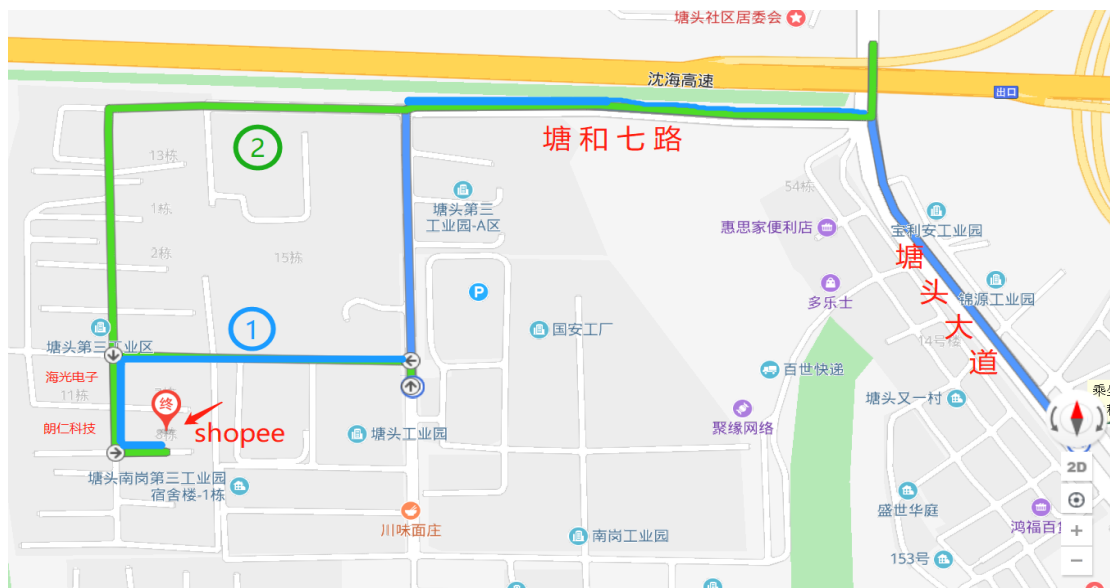 塘头社区居委会
沈海高速
出口
塘和七路
2
13栋
1栋
2栋
15栋
塘头第三
工业园-A区
54栋
惠思家便利店
宝利安工业园
塘头大道
P
多乐士
锦源工业园
14号楼
1
国安工厂
塘头第三工业区
海光电子
11栋
终
朗仁科技
8栋
shopee
百世快递
塘头又一村
聚缘网络
塘头工业园
2D
塘头南岗第三工业园
宿舍楼-1栋
盛世华庭
川味面庄
南岗工业园
鸿福百
153号